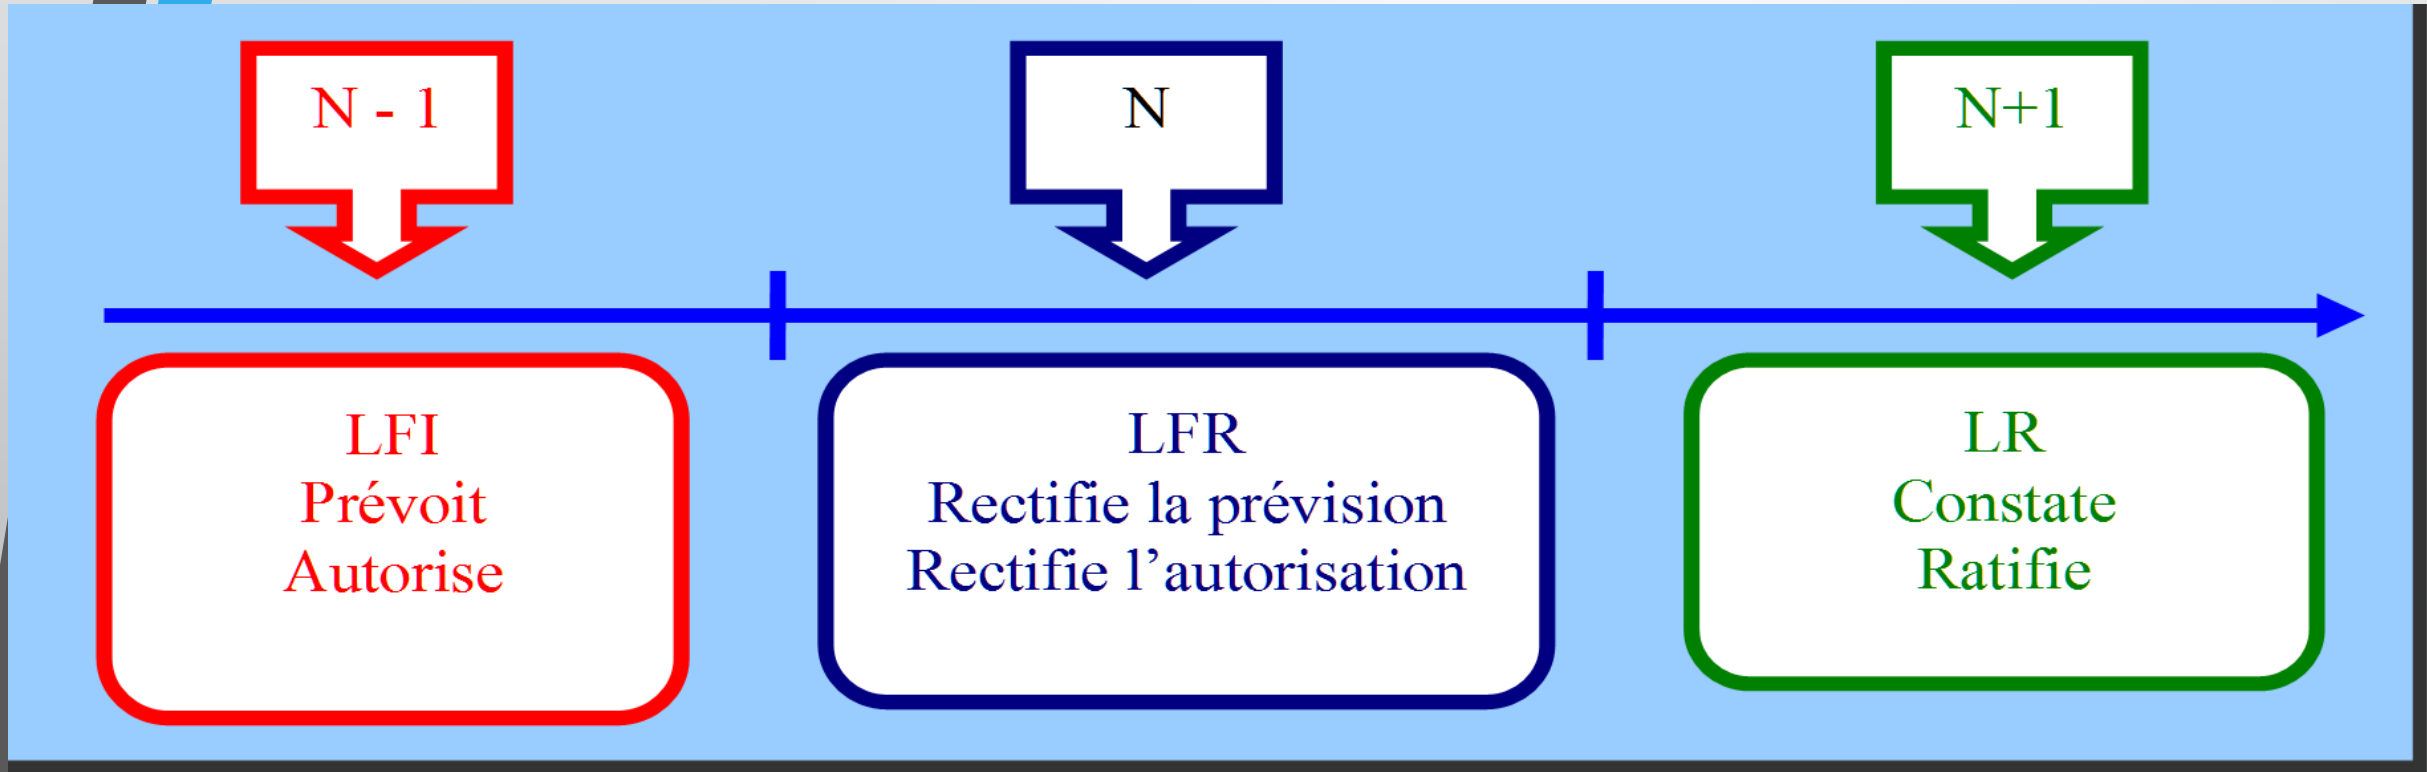 N - 1
N
N+1
LFI
Prévoit
Autorise
LFR
Rectifie la prévision
Rectifie l’autorisation
LR
Constate
Ratifie